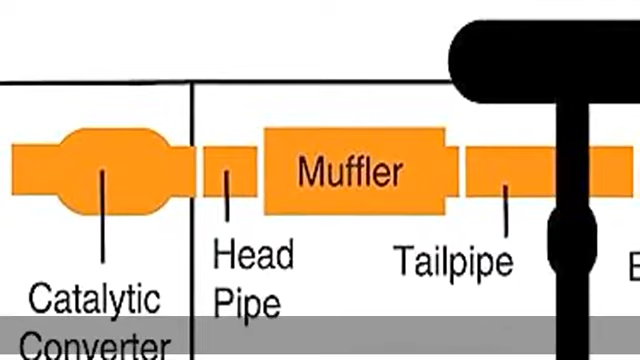 Muffler
Head
Pipe
Tailpipe
Catalytic
Converter